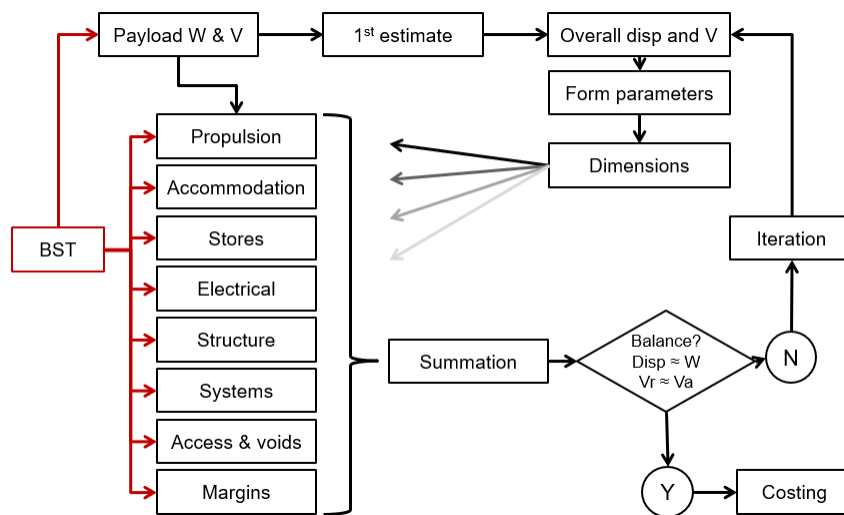 Payload W & V
1st estimate
Overall disp and V
Form parameters
Dimensions
Propulsion
Accommodation
Stores
BST
Electrical
Structure
Systems
Access & voids
Margins
Summation
Balance?
Disp ≈ W
Vr ≈ Va
N
Iteration
Y
Costing